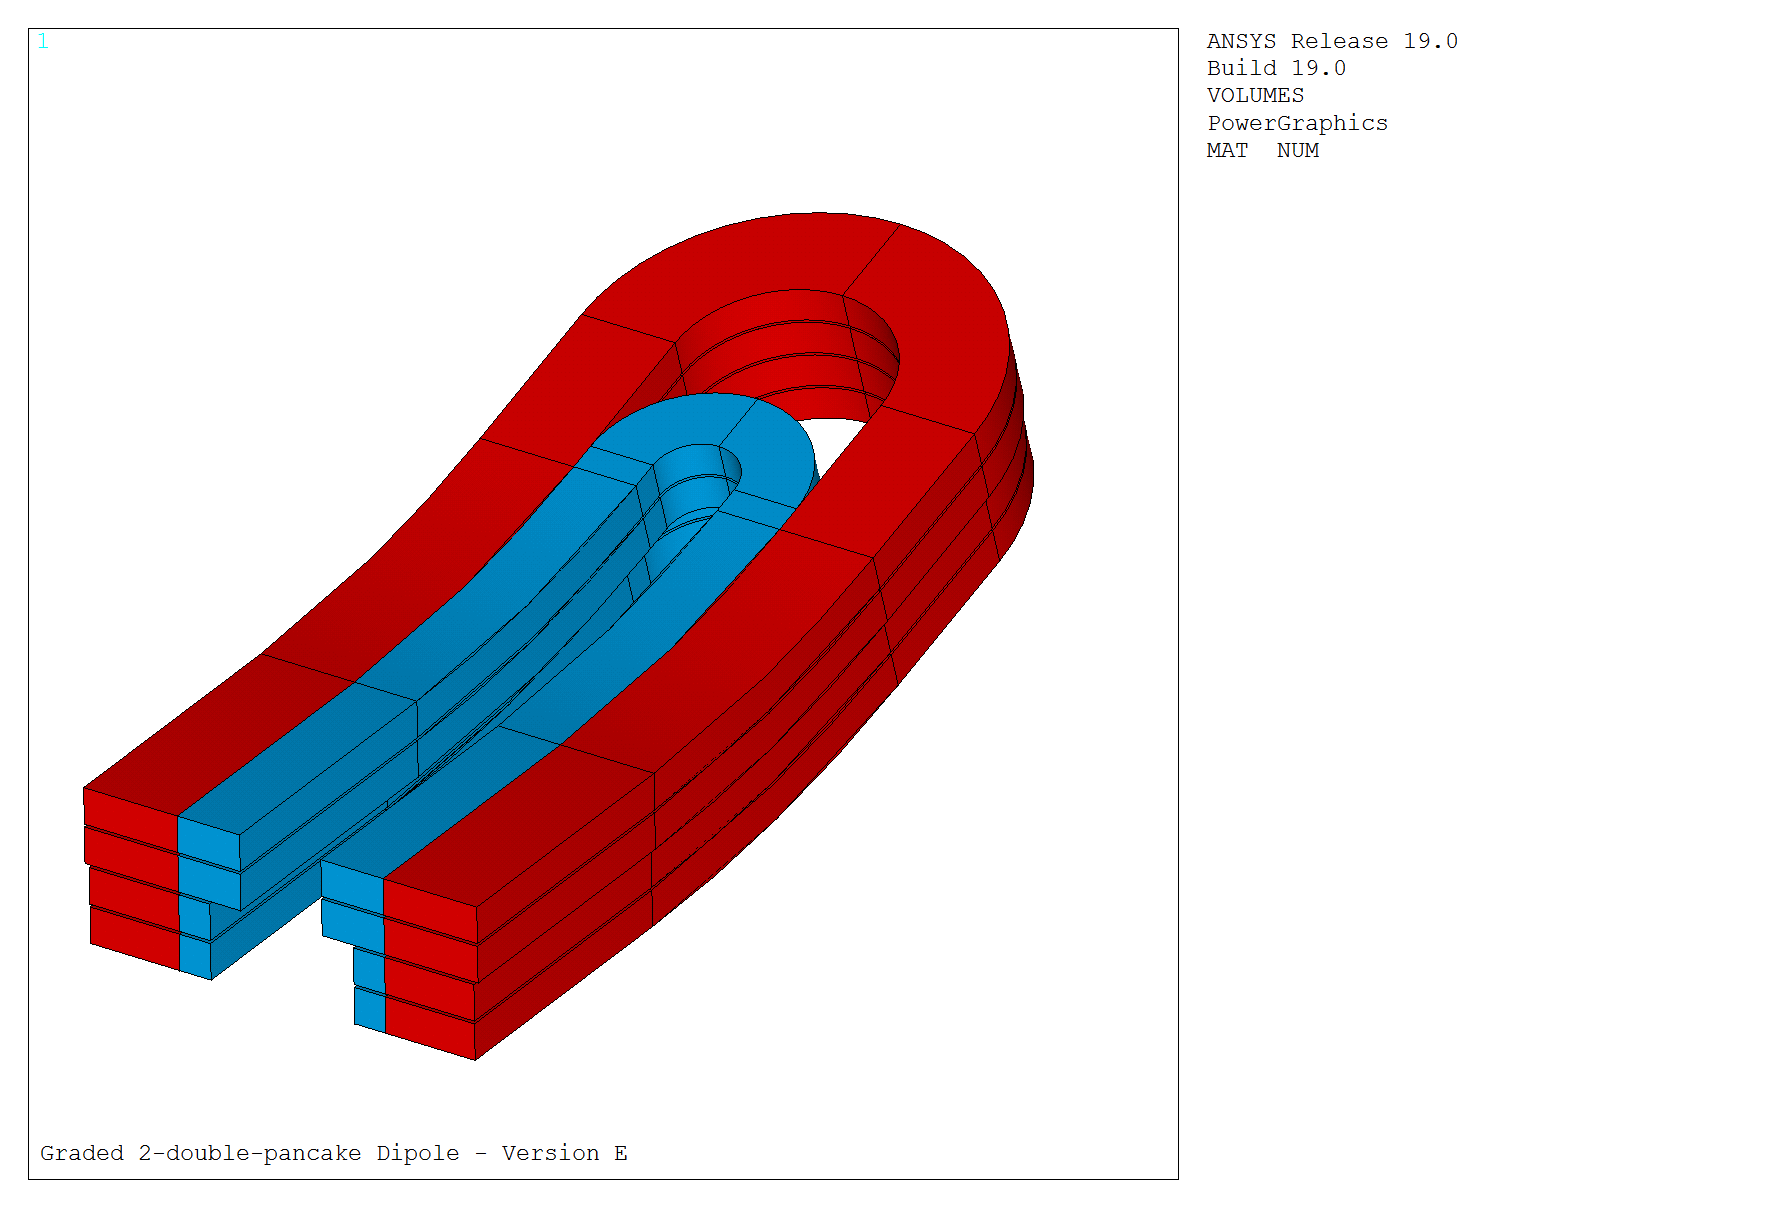 1
ANSYS Release 19.0
Build 19.0
VOLUMES
PowerGraphics
MAT  NUM
Graded 2-double-pancake Dipole - Version E